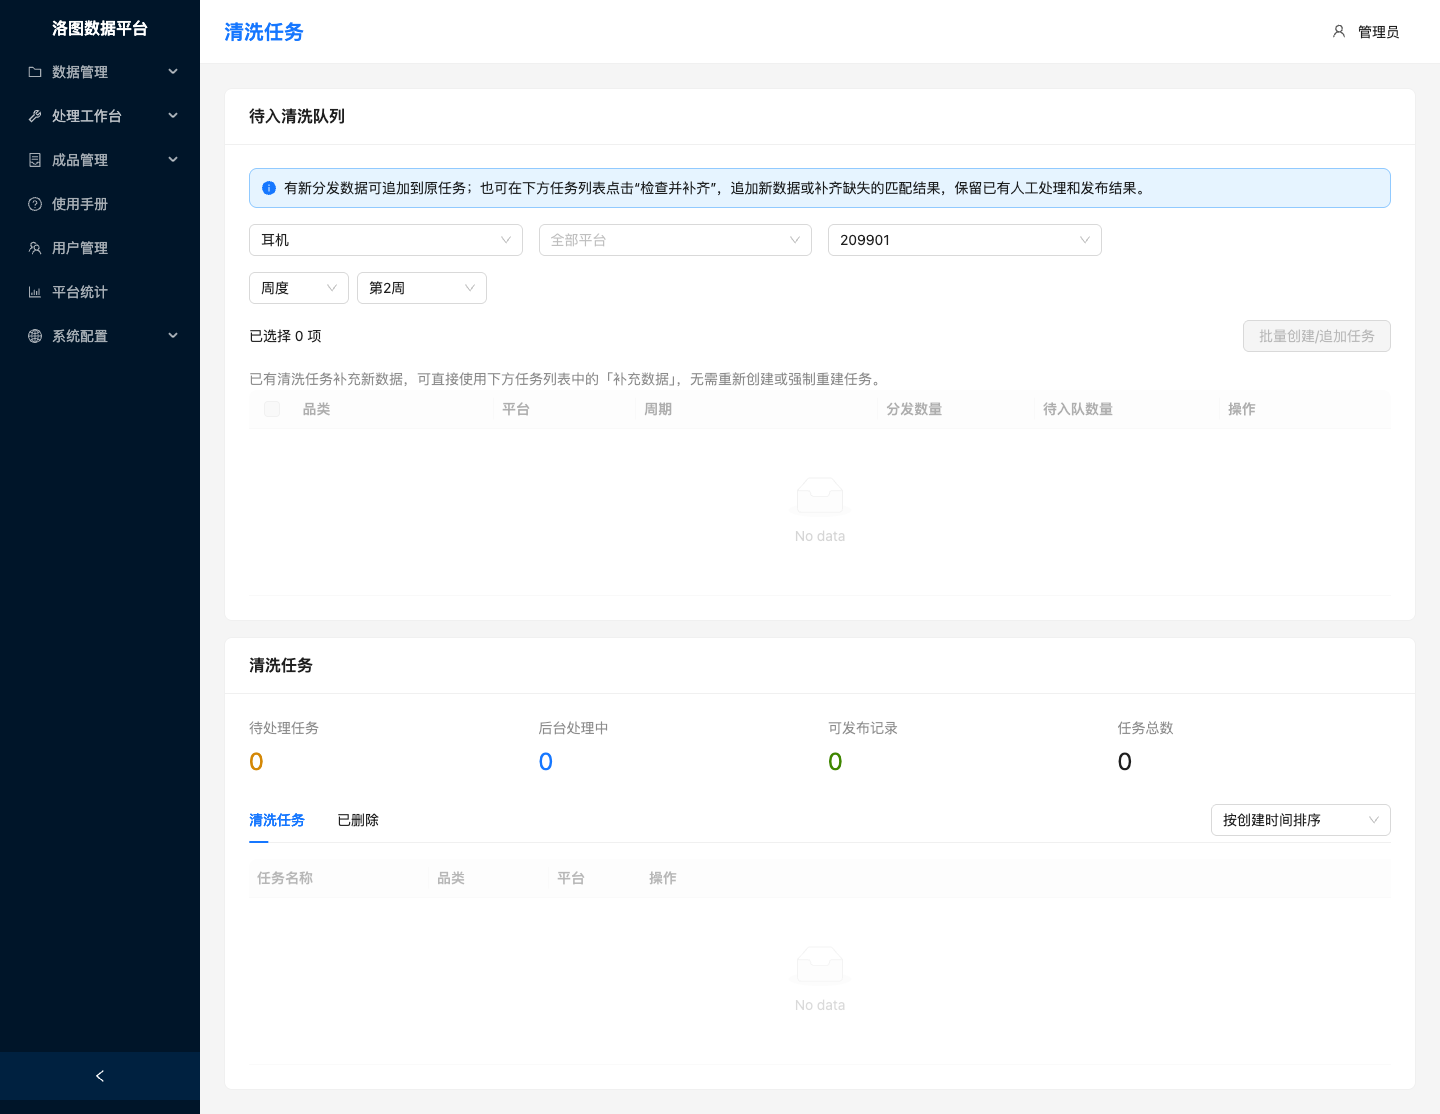 洛图数据平台
数据管理
处理工作台
成品管理
使用手册
用户管理
平台统计
系统配置
清洗任务
管理员
待入清洗队列
有新分发数据可追加到原任务；也可在下方任务列表点击“检查并补齐”，追加新数据或补齐缺失的匹配结果，保留已有人工处理和发布结果。
耳机 全部平台 209901
周度 第2周
已选择 0 项 批量创建/追加任务
已有清洗任务补充新数据，可直接使用下方任务列表中的「补充数据」，无需重新创建或强制重建任务。
品类 平台 周期 分发数量 待入队数量 操作
No data
清洗任务
待处理任务 后台处理中 可发布记录 任务总数
0 0 0 0
清洗任务 已删除 按创建时间排序
任务名称 品类 平台 操作
No data